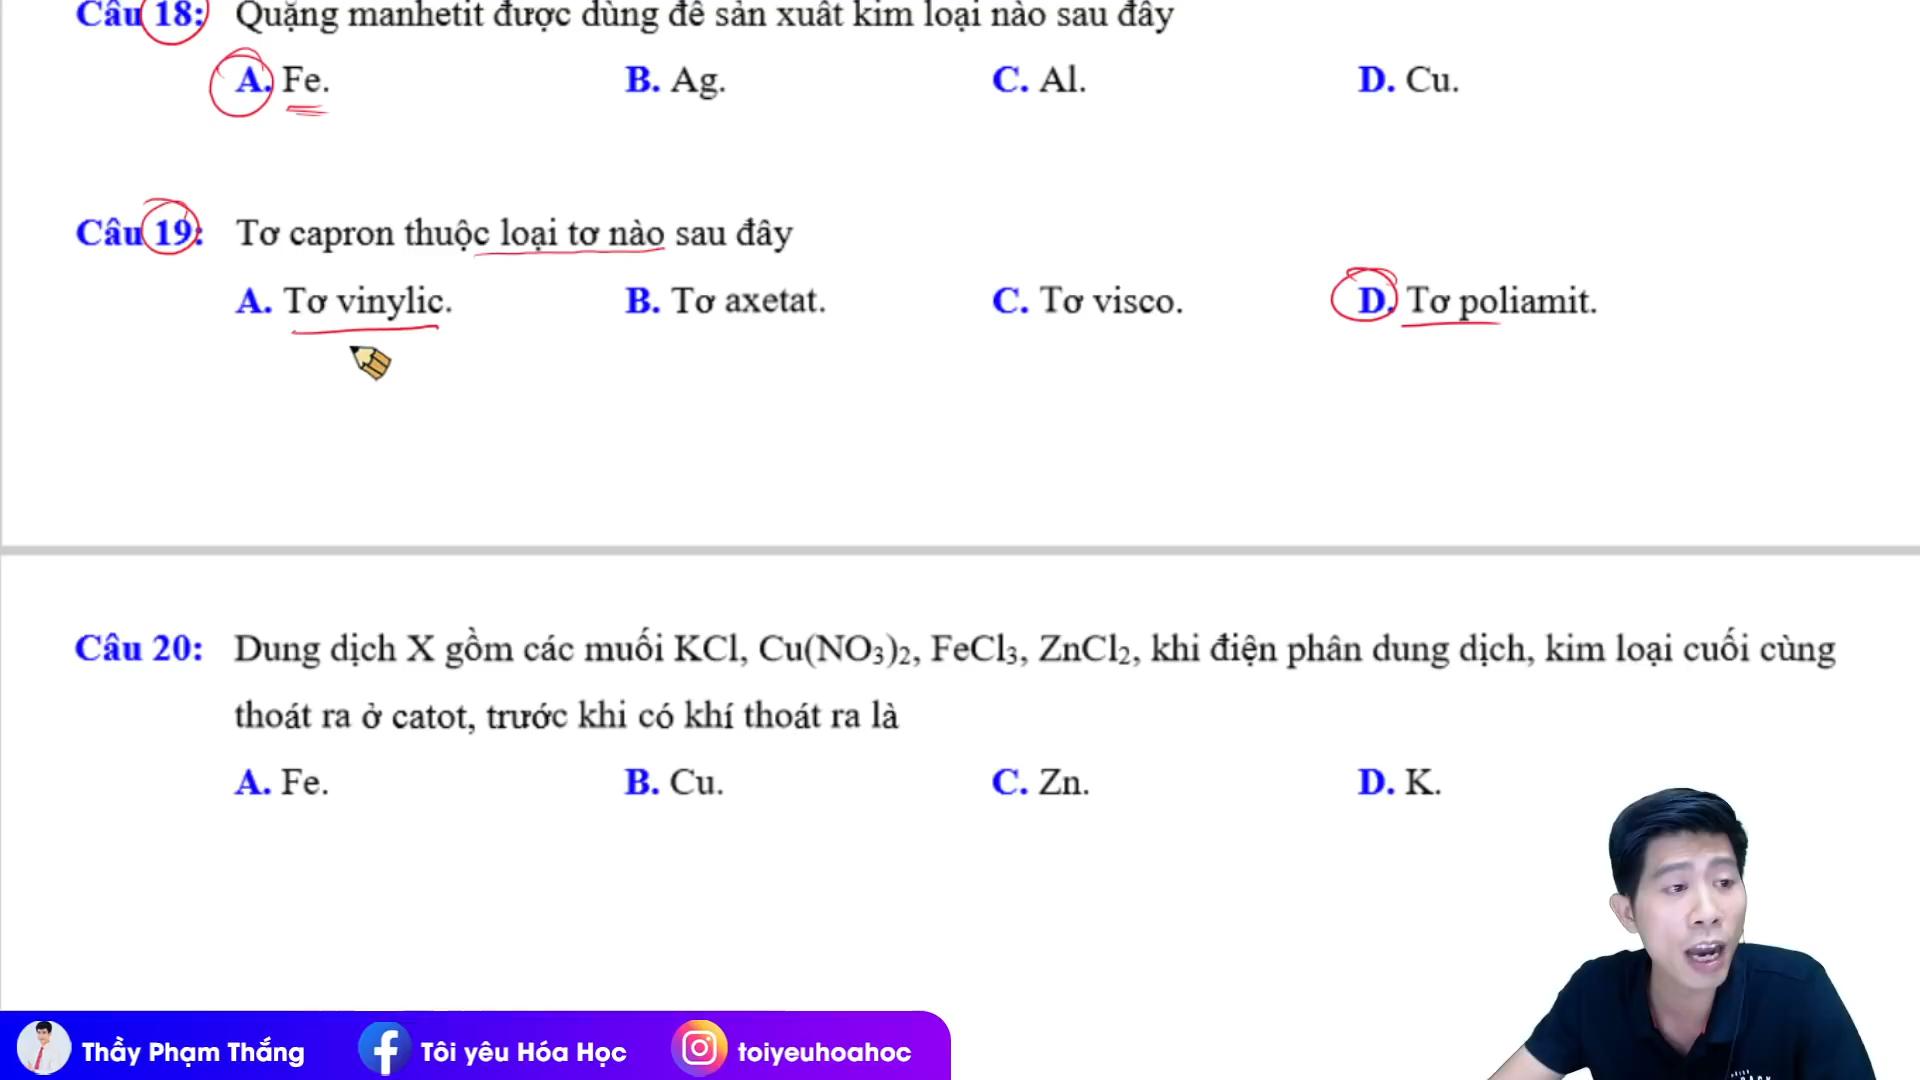 Câu 18: Quặng manhetit được dùng để sản xuất kim loại nào sau đây
A. Fe. B. Ag. C. Al. D. Cu.
Câu 19: Tơ capron thuộc loại tơ nào sau đây
A. Tơ vinylic. B. Tơ axetat. C. Tơ visco. D. Tơ poliamit.
Câu 20: Dung dịch X gồm các muối KCl, Cu(NO₃)₂, FeCl₃, ZnCl₂, khi điện phân dung dịch, kim loại cuối cùng
thoát ra ở catot, trước khi có khí thoát ra là
A. Fe. B. Cu. C. Zn. D. K.
Thầy Phạm Thắng Tôi yêu Hóa Học toiyeuhoahoc